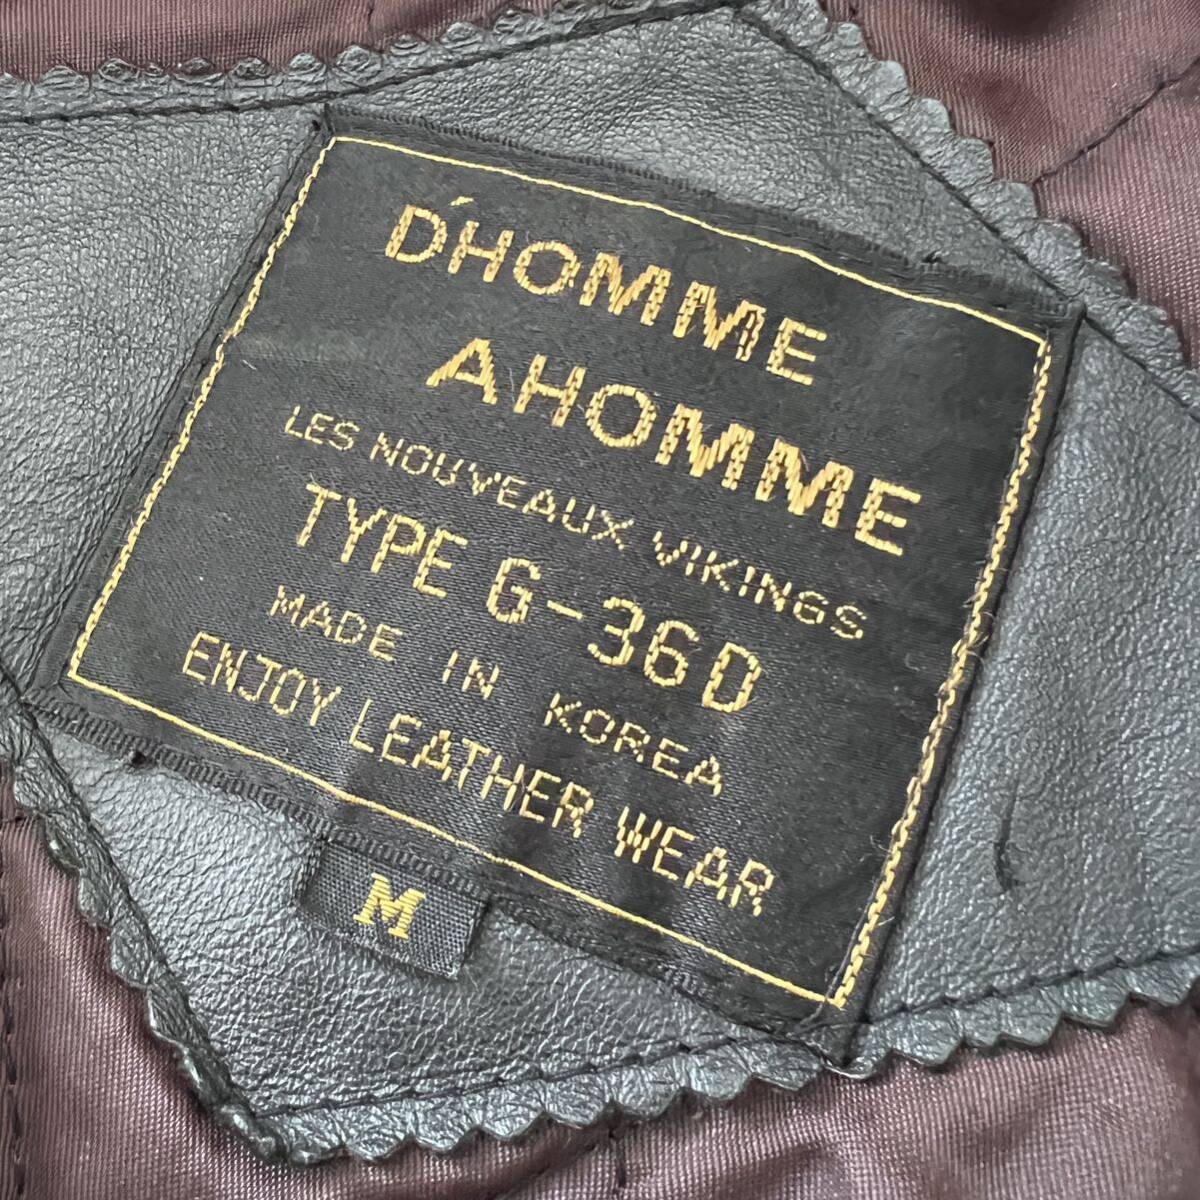 D'HOMME
AHOMME
LES NOUVEAUX VIKINGS
TYPE G-36D
MADE IN KOREA
ENJOY LEATHER WEAR
M